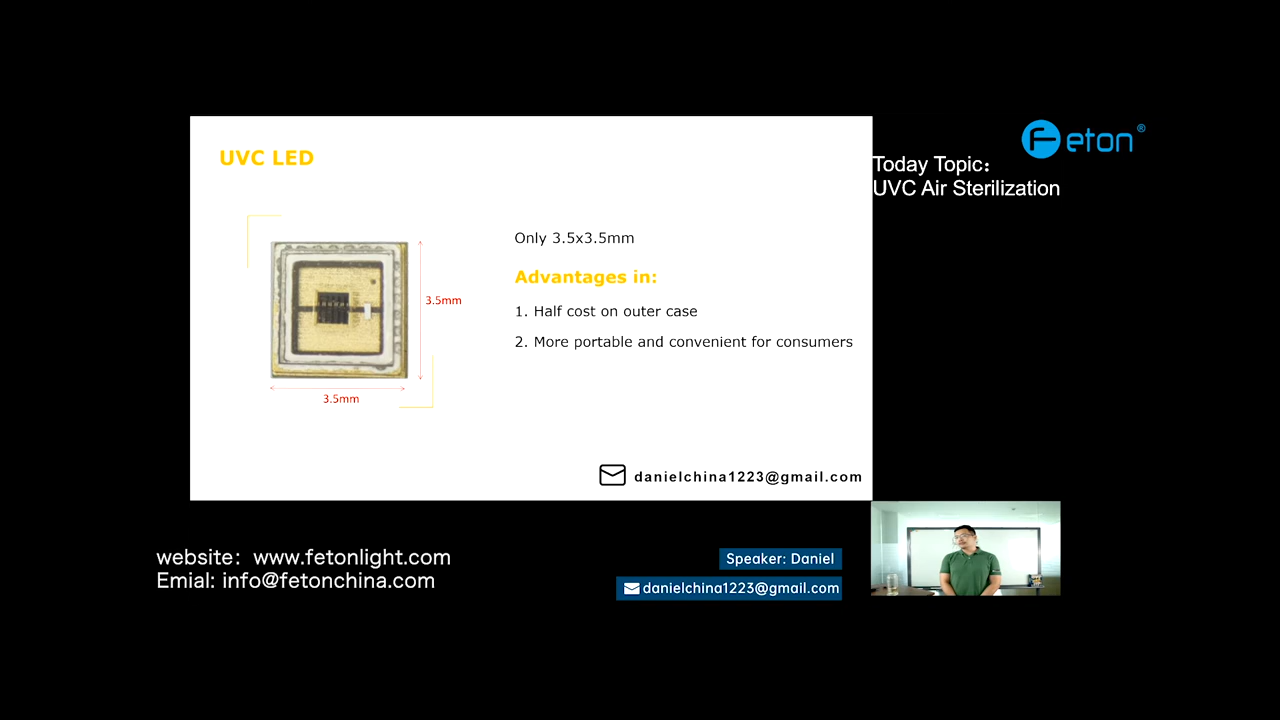 UVC LED
3.5mm
3.5mm
Only 3.5x3.5mm
Advantages in:
1. Half cost on outer case
2. More portable and convenient for consumers
danielchina1223@gmail.com
Feton®
Today Topic：
UVC Air Sterilization
website： www.fetonlight.com
Emial: info@fetonchina.com
Speaker: Daniel
danielchina1223@gmail.com